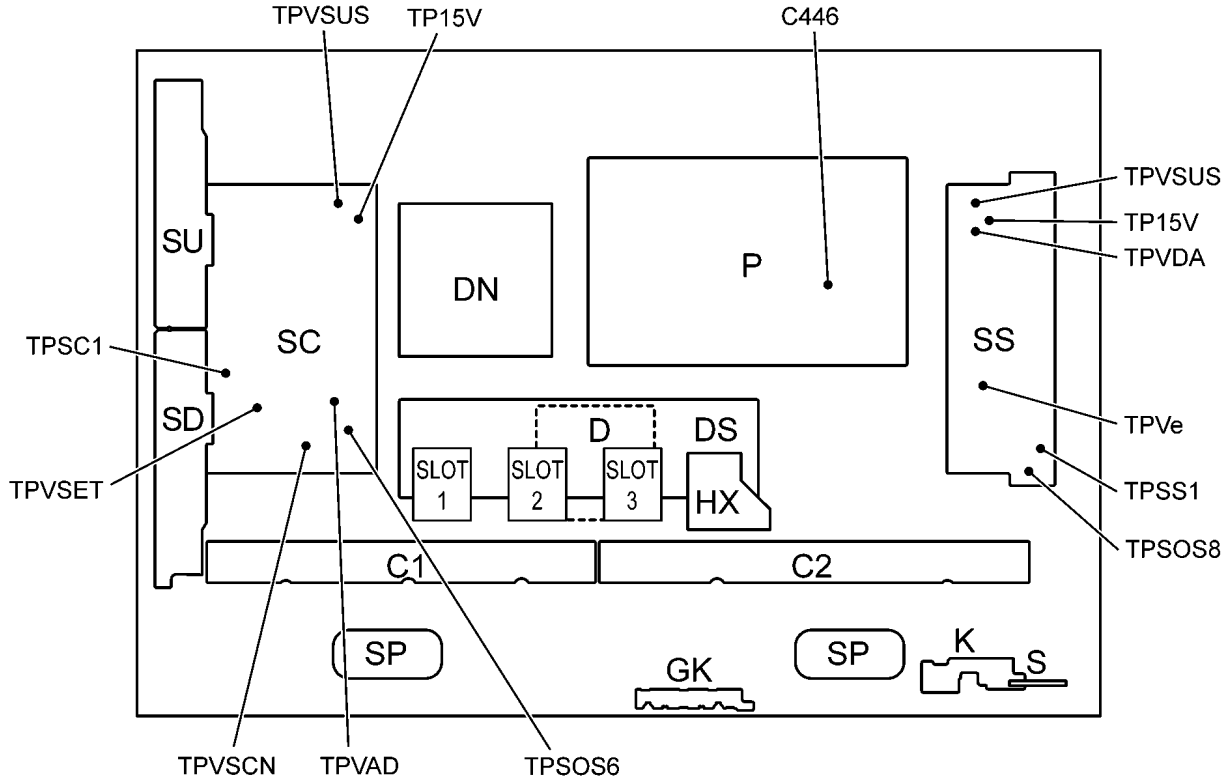 TPVSUS
TP15V
C446
TPVSUS
TP15V
TPVDA
SU
P
DN
SC
SS
TPSC1
SD
D
DS
TPVe
SLOT
1
SLOT
2
SLOT
3
HX
TPVSET
TPSS1
TPSOS8
C1
C2
SP
SP
K
S
GK
TPVSCN
TPVAD
TPSOS6